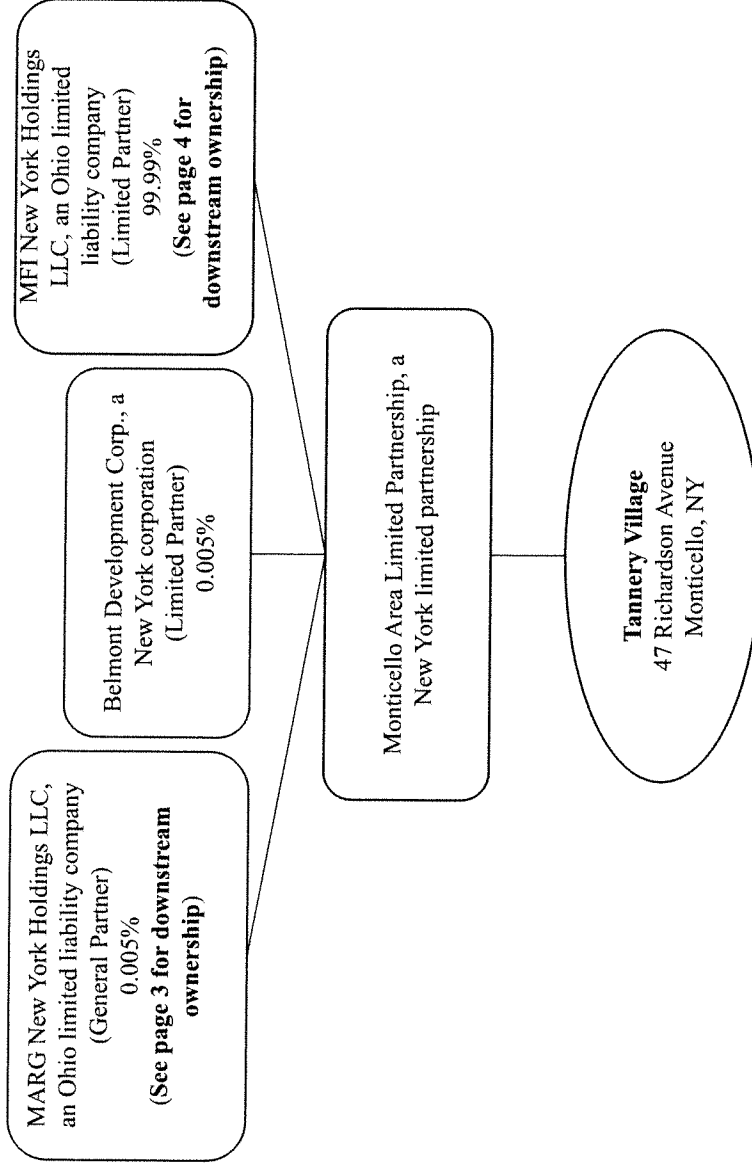 MARG New York Holdings LLC,
an Ohio limited liability company
(General Partner)
0.005%
(See page 3 for downstream
ownership)
Belmont Development Corp., a
New York corporation
(Limited Partner)
0.005%
MFI New York Holdings
LLC, an Ohio limited
liability company
(Limited Partner)
99.99%
(See page 4 for
downstream ownership)
Monticello Area Limited Partnership, a
New York limited partnership
Tannery Village
47 Richardson Avenue
Monticello, NY